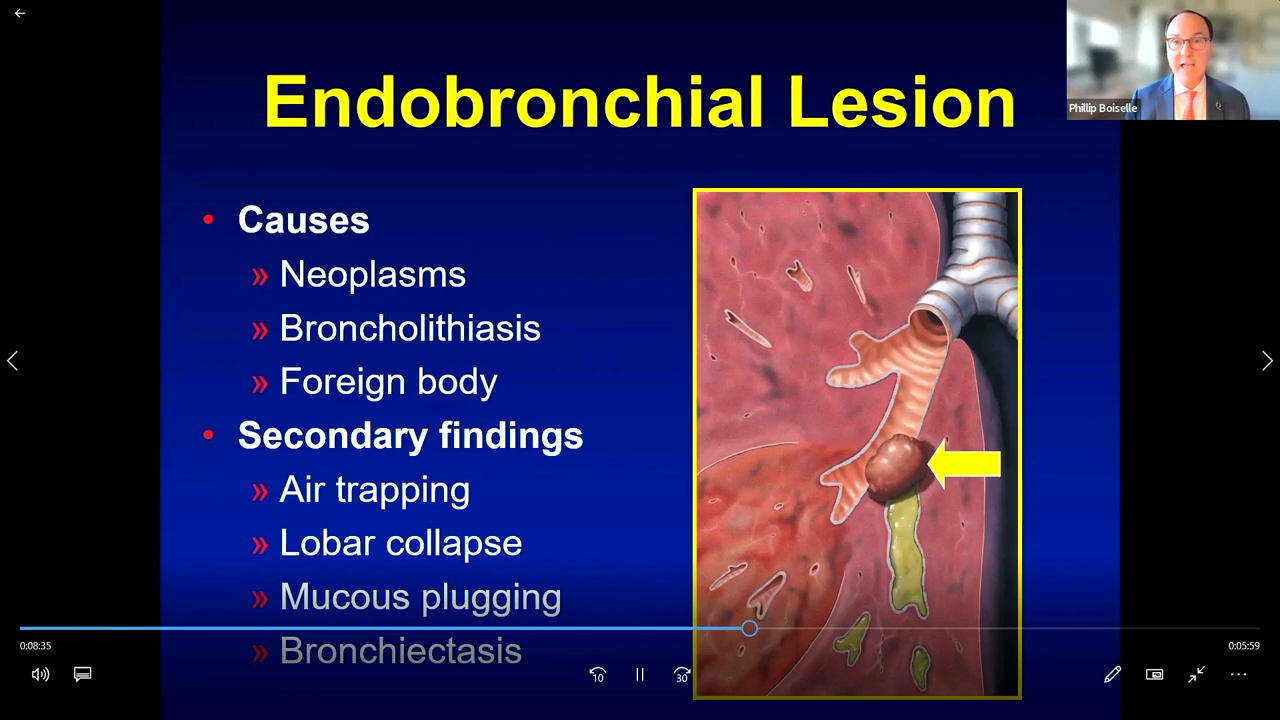 Phillip Boiselle
Endobronchial Lesion
• Causes
» Neoplasms
» Broncholithiasis
» Foreign body
• Secondary findings
» Air trapping
» Lobar collapse
» Mucous plugging
» Bronchiectasis
0:08:35
0:05:59
10
30